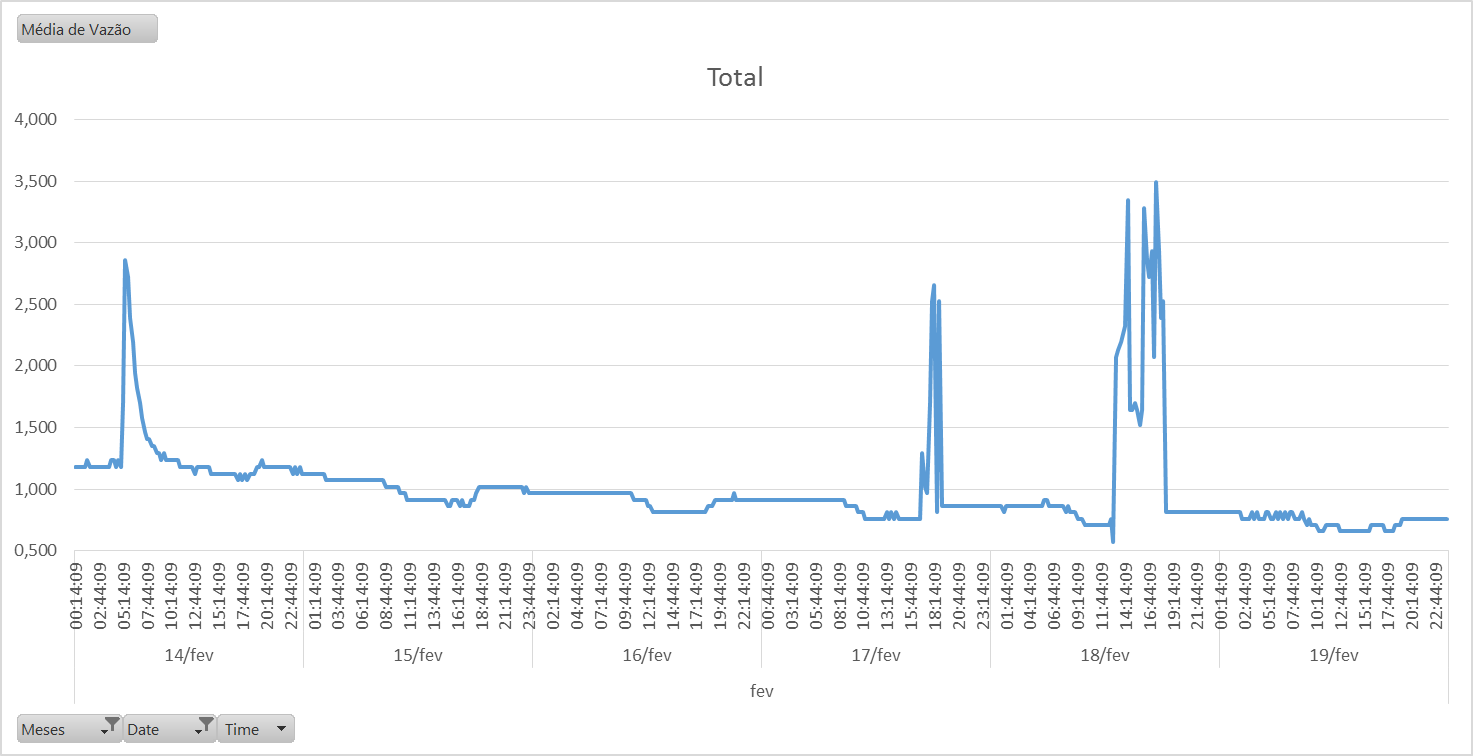 Média de Vazão
Total
4,000
3,500
3,000
2,500
2,000
1,500
1,000
0,500
00:14:09 02:44:09 05:14:09 07:44:09 10:14:09 12:44:09 15:14:09 17:44:09 20:14:09 22:44:09 01:14:09 03:44:09 06:14:09 08:44:09 11:14:09 13:44:09 16:14:09 18:44:09 21:14:09 23:44:09 02:14:09 04:44:09 07:14:09 09:44:09 12:14:09 14:44:09 17:14:09 19:44:09 22:14:09 00:44:09 03:14:09 05:44:09 08:14:09 10:44:09 13:14:09 15:44:09 18:14:09 20:44:09 23:14:09 01:44:09 04:14:09 06:44:09 09:14:09 11:44:09 14:14:09 16:44:09 19:14:09 21:44:09 00:14:09 02:44:09 05:14:09 07:44:09 10:14:09 12:44:09 15:14:09 17:44:09 20:14:09 22:44:09
14/fev 15/fev 16/fev 17/fev 18/fev 19/fev
fev
Meses Date Time